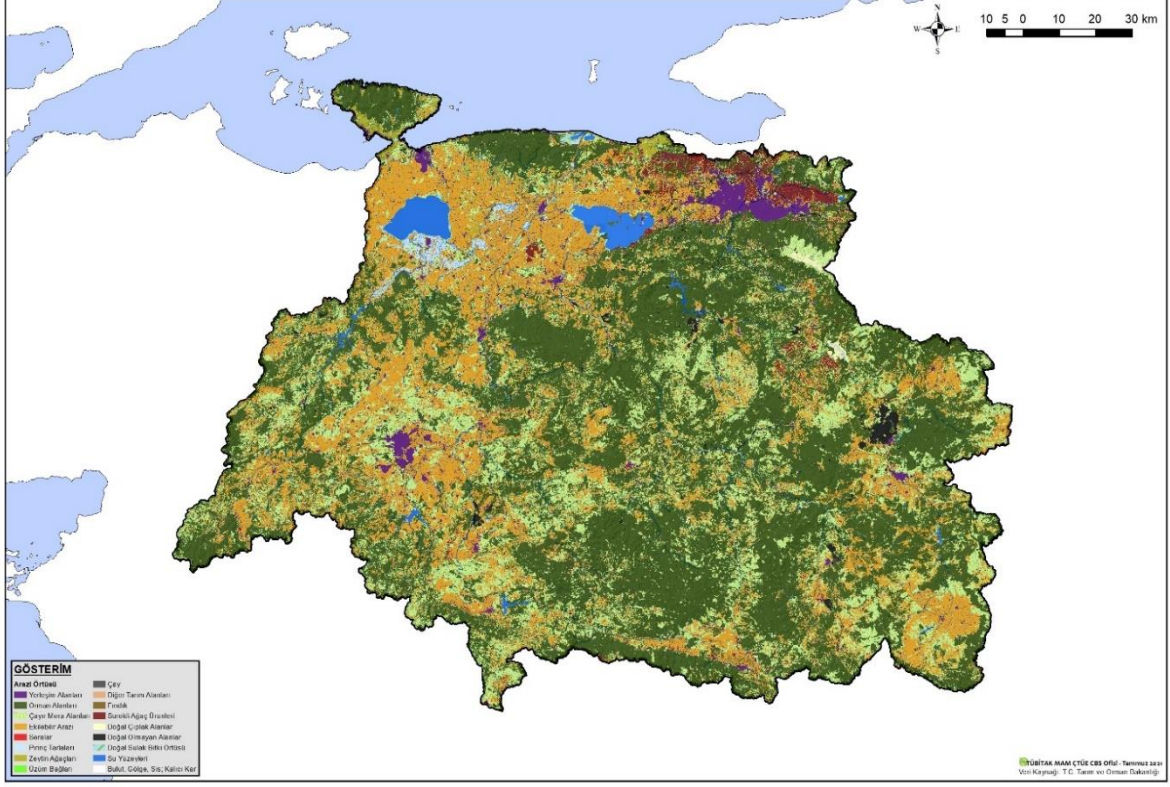 N
W E
S
10 5 0 10 20 30 km
GÖSTERİM
Arazi Örtüsü
Yerleşim Alanları
Orman Alanları
Çayır Mera Alanları
Ekilebilir Arazi
Seralar
Pirinç Tarlaları
Zeytin Ağaçları
Üzüm Bağları
Çay
Diğer Tarım Alanları
Fındık
Sürekli Ağaç Ürünleri
Doğal Çıplak Alanlar
Doğal Olmayan Alanlar
Doğal Sulak Bitki Örtüsü
Su Yüzeyleri
Bulut, Gölge, Sis, Kalıcı Kar
TÜBİTAK MAM ÇTÜE CBS Ofisi - Temmuz 2021
Veri Kaynağı: T.C. Tarım ve Orman Bakanlığı